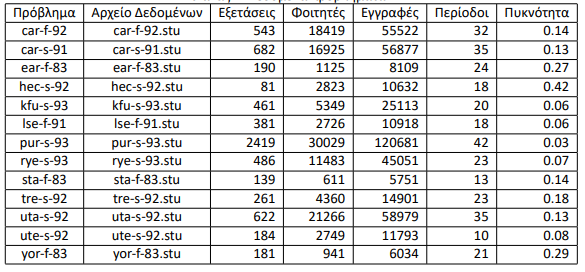 Πρόβλημα Αρχείο Δεδομένων Εξετάσεις Φοιτητές Εγγραφές Περίοδοι Πυκνότητα
car-f-92 car-f-92.stu 543 18419 55522 32 0.14
car-s-91 car-s-91.stu 682 16925 56877 35 0.13
ear-f-83 ear-f-83.stu 190 1125 8109 24 0.27
hec-s-92 hec-s-92.stu 81 2823 10632 18 0.42
kfu-s-93 kfu-s-93.stu 461 5349 25113 20 0.06
lse-f-91 lse-f-91.stu 381 2726 10918 18 0.06
pur-s-93 pur-s-93.stu 2419 30029 120681 42 0.03
rye-s-93 rye-s-93.stu 486 11483 45051 23 0.07
sta-f-83 sta-f-83.stu 139 611 5751 13 0.14
tre-s-92 tre-s-92.stu 261 4360 14901 23 0.18
uta-s-92 uta-s-92.stu 622 21266 58979 35 0.13
ute-s-92 ute-s-92.stu 184 2749 11793 10 0.08
yor-f-83 yor-f-83.stu 181 941 6034 21 0.29